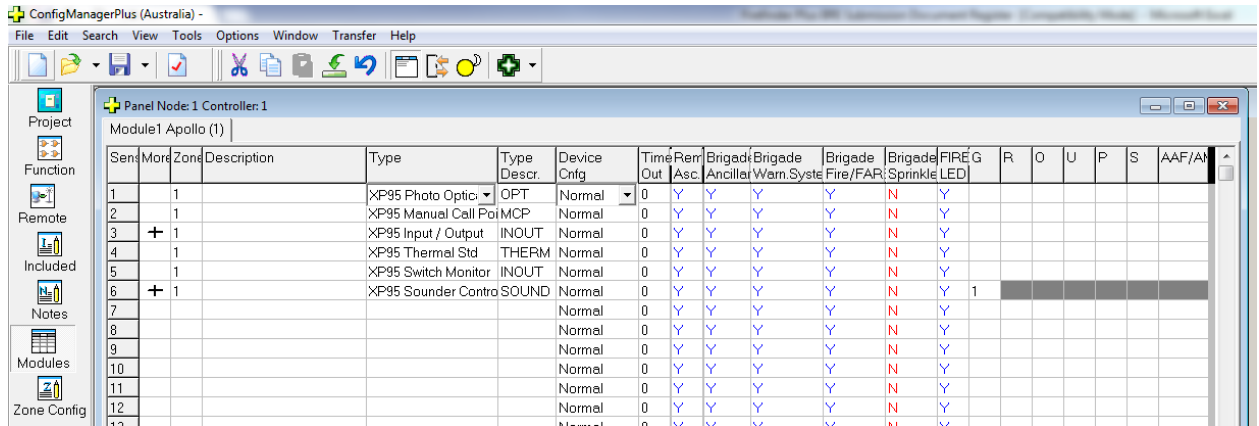 ConfigManagerPlus (Australia) -
File Edit Search View Tools Options Window Transfer Help
Project
Function
Remote
Included
Notes
Modules
Zone Config
Panel Node: 1 Controller: 1
Module1 Apollo (1)
Sens More Zone Description Type Type Descr. Device Cnfg Time Out Rem Asc. Brigade Ancillar Brigade Warn.Syste Brigade Fire/FAR Brigade Sprinkle FIRE LED G R O U P S AAF/AM
1 1 XP95 Photo Optica OPT Normal 0 Y Y Y Y N Y
2 1 XP95 Manual Call Poi MCP Normal 0 Y Y Y Y N Y
3 + 1 XP95 Input / Output INOUT Normal 0 Y Y Y Y N Y
4 1 XP95 Thermal Std THERM Normal 0 Y Y Y Y N Y
5 1 XP95 Switch Monitor INOUT Normal 0 Y Y Y Y N Y
6 + 1 XP95 Sounder Contro SOUND Normal 0 Y Y Y Y N Y 1
7 Normal 0 Y Y Y Y N Y
8 Normal 0 Y Y Y Y N Y
9 Normal 0 Y Y Y Y N Y
10 Normal 0 Y Y Y Y N Y
11 Normal 0 Y Y Y Y N Y
12 Normal 0 Y Y Y Y N Y